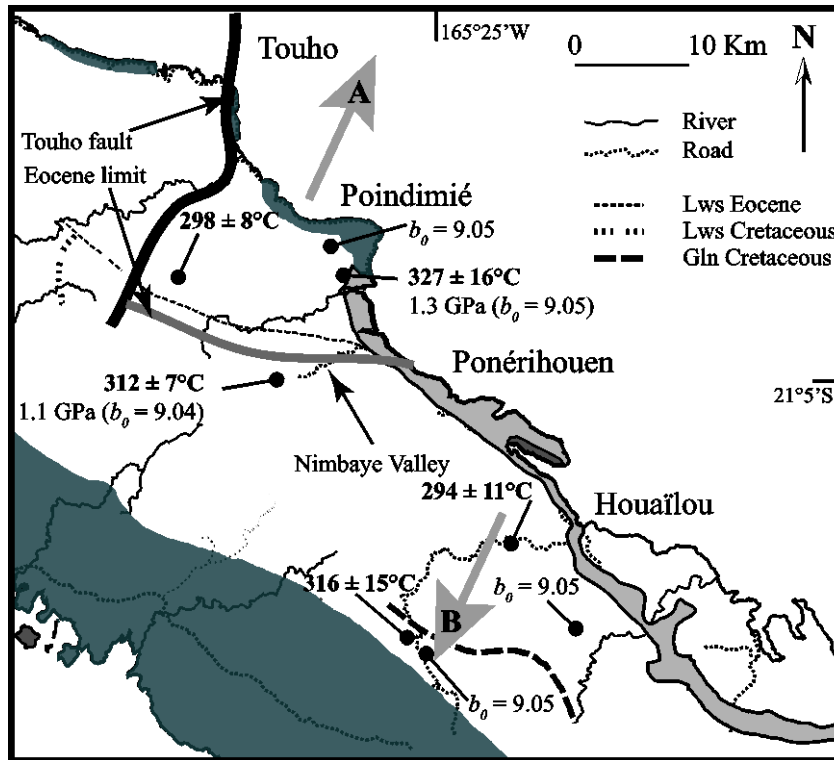 Touho
165°25'W
0 10 Km
N
A
River
Road
Touho fault
Eocene limit
Poindimié
Lws Eocene
298 ± 8°C
b₀ = 9.05
Lws Cretaceous
Gln Cretaceous
327 ± 16°C
1.3 GPa (b₀ = 9.05)
Ponérihouen
312 ± 7°C
21°5'S
1.1 GPa (b₀ = 9.04)
Nimbaye Valley
294 ± 11°C
Houaïlou
316 ± 15°C
b₀ = 9.05
B
b₀ = 9.05